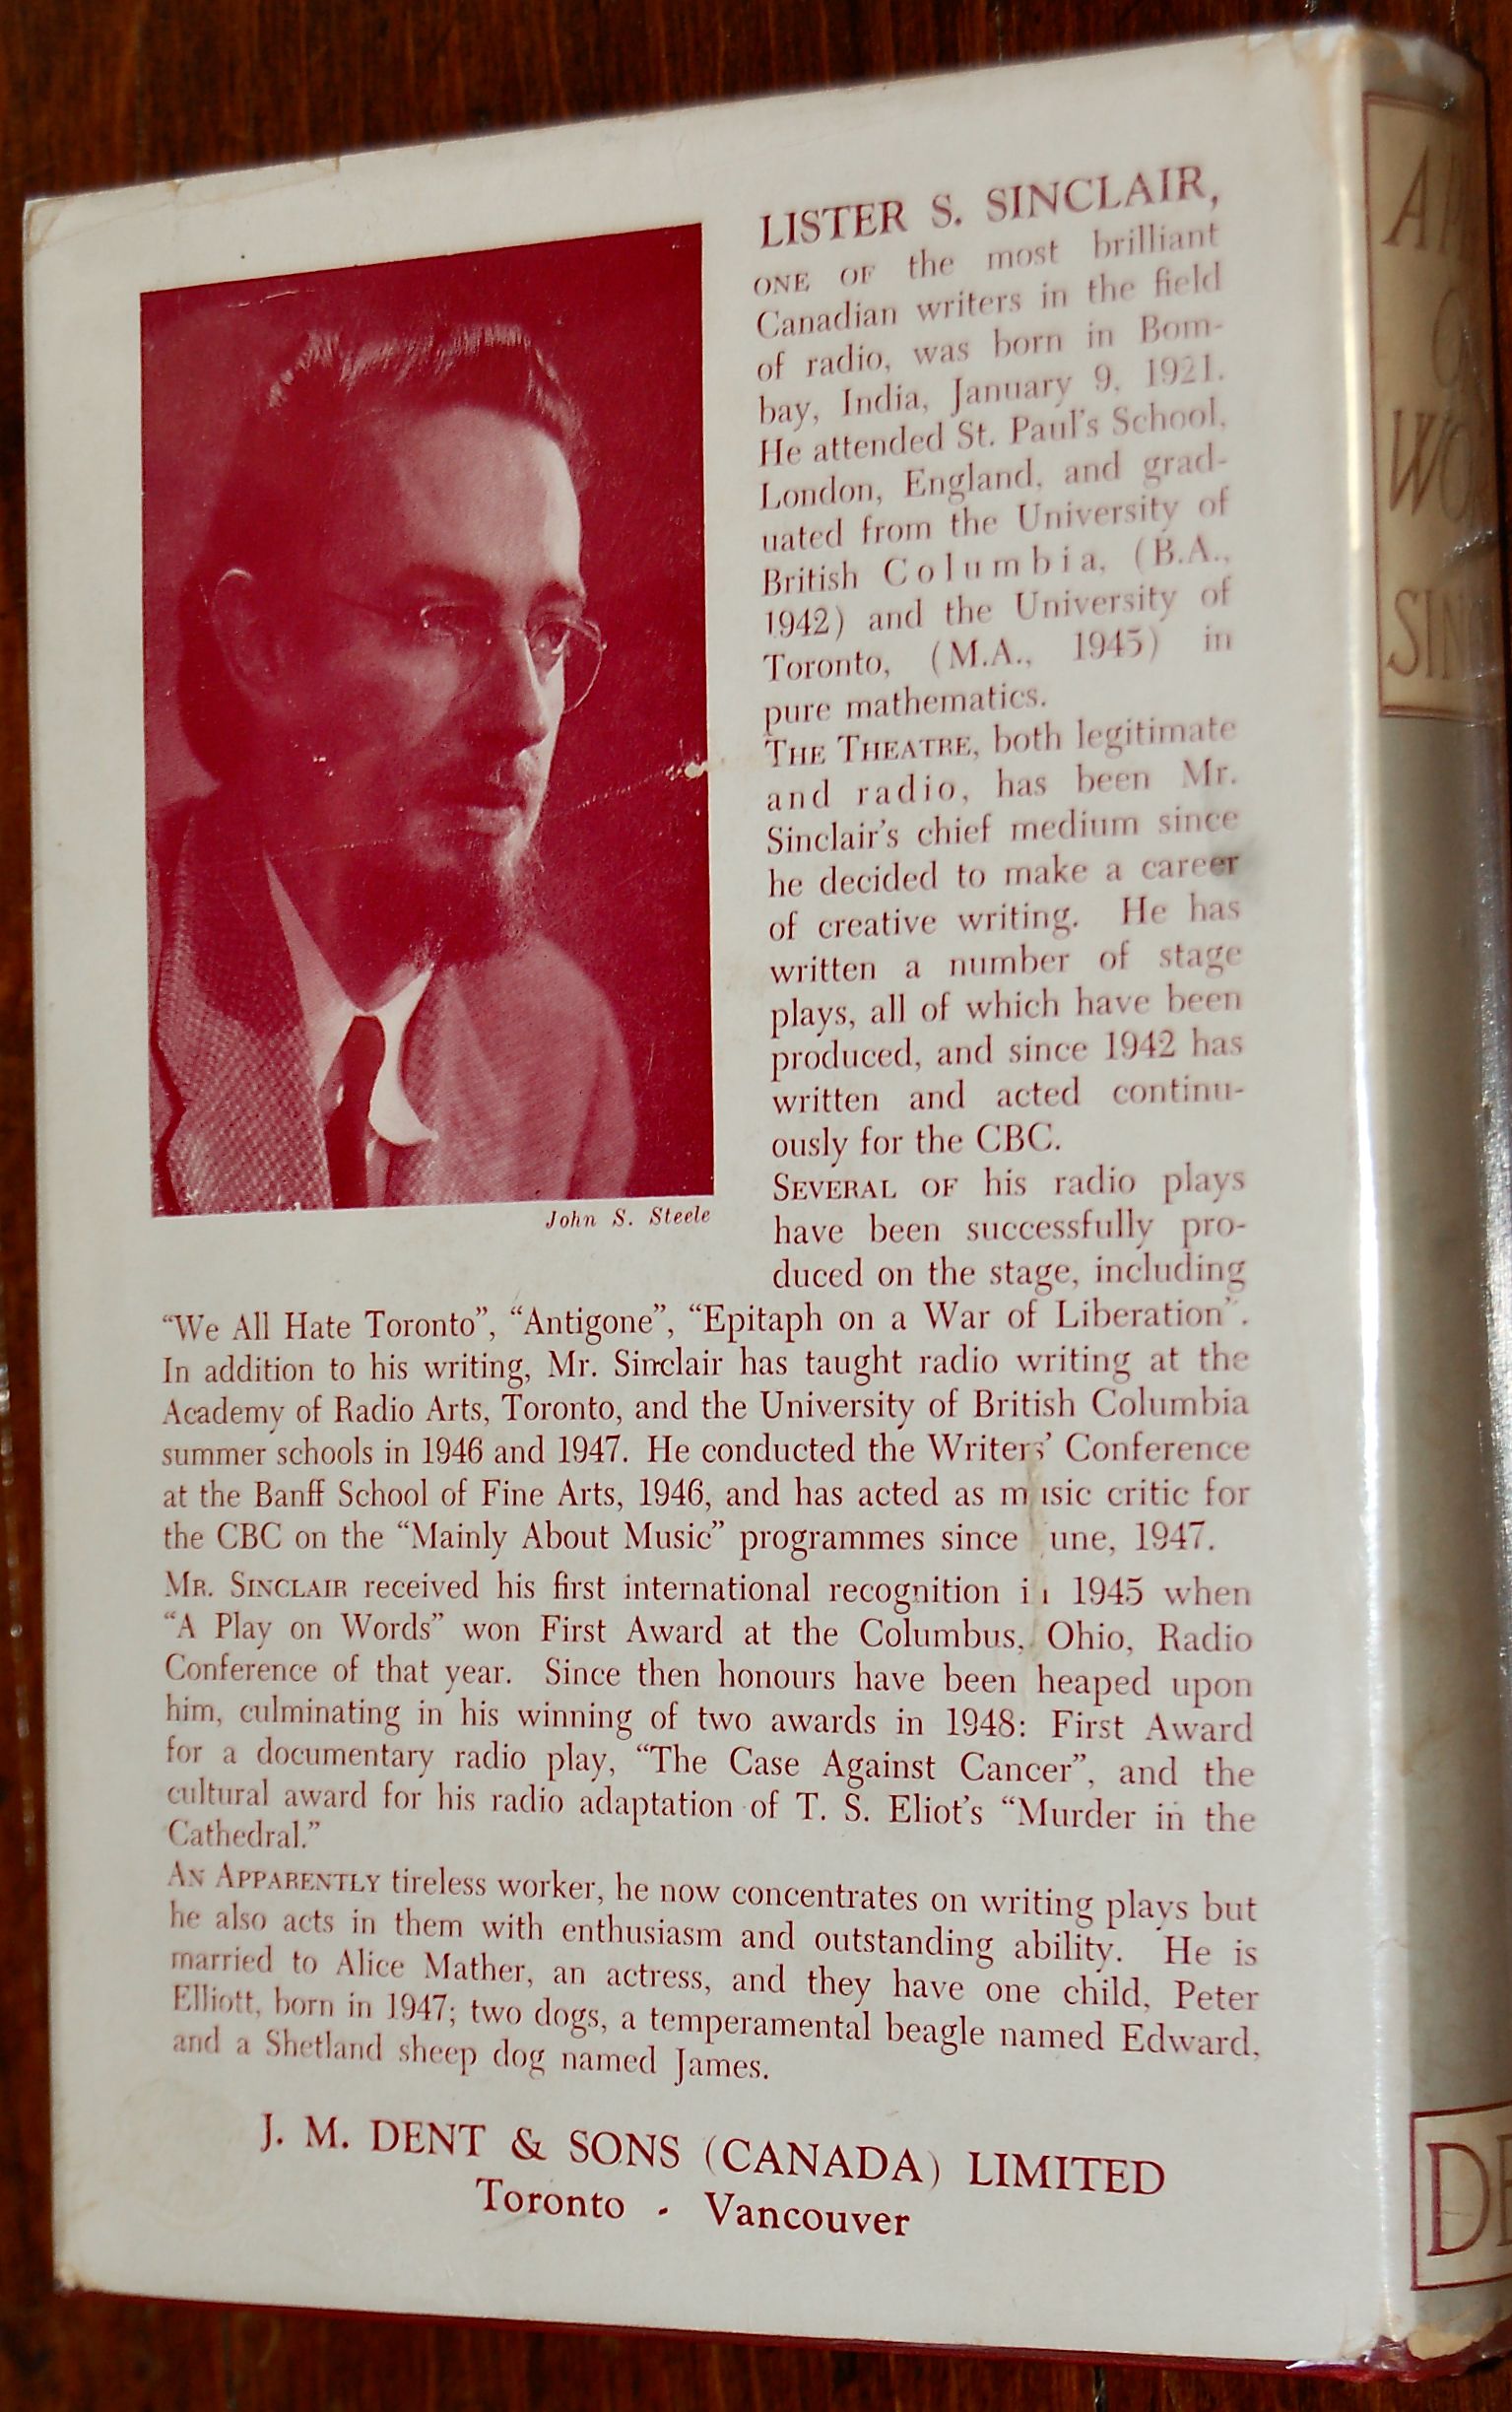 LISTER S. SINCLAIR,
ONE OF the most brilliant
Canadian writers in the field
of radio, was born in Bom-
bay, India, January 9, 1921.
He attended St. Paul's School,
London, England, and grad-
uated from the University of
British Columbia, (B.A.,
1942) and the University of
Toronto, (M.A., 1945) in
pure mathematics.
THE THEATRE, both legitimate
and radio, has been Mr.
Sinclair's chief medium since
he decided to make a career
of creative writing. He has
written a number of stage
plays, all of which have been
produced, and since 1942 has
written and acted continu-
ously for the CBC.
SEVERAL OF his radio plays
have been successfully pro-
duced on the stage, including
John S. Steele
“We All Hate Toronto”, “Antigone”, “Epitaph on a War of Liberation”.
In addition to his writing, Mr. Sinclair has taught radio writing at the
Academy of Radio Arts, Toronto, and the University of British Columbia
summer schools in 1946 and 1947. He conducted the Writers’ Conference
at the Banff School of Fine Arts, 1946, and has acted as music critic for
the CBC on the “Mainly About Music” programmes since June, 1947.
MR. SINCLAIR received his first international recognition in 1945 when
“A Play on Words” won First Award at the Columbus, Ohio, Radio
Conference of that year. Since then honours have been heaped upon
him, culminating in his winning of two awards in 1948: First Award
for a documentary radio play, “The Case Against Cancer”, and the
cultural award for his radio adaptation of T. S. Eliot’s “Murder in the
Cathedral.”
AN APPARENTLY tireless worker, he now concentrates on writing plays but
he also acts in them with enthusiasm and outstanding ability. He is
married to Alice Mather, an actress, and they have one child, Peter
Elliott, born in 1947; two dogs, a temperamental beagle named Edward,
and a Shetland sheep dog named James.
J. M. DENT & SONS (CANADA) LIMITED
Toronto - Vancouver